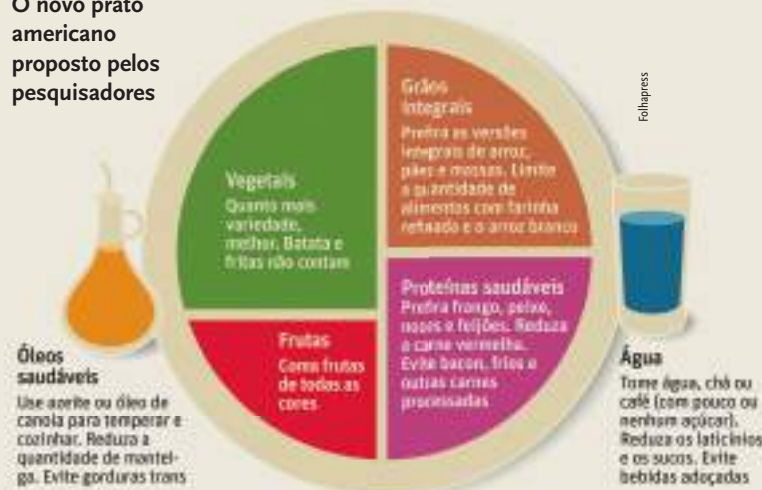 O novo prato
americano
proposto pelos
pesquisadores
Folhapress
Vegetais
Quanto mais
variedade,
melhor. Batata e
fritas não contam
Grãos
integrais
Prefira as versões
integrais de arroz,
pães e massas. Limite
a quantidade de
alimentos com farinha
refinada e o arroz branco
Frutas
Coma frutas
de todas as
cores
Proteínas saudáveis
Prefira frango, peixe,
nozes e feijões. Reduza
a carne vermelha.
Evite bacon, frios e
outras carnes
processadas
Óleos
saudáveis
Use azeite ou óleo de
canola para temperar e
cozinhar. Reduza a
quantidade de mantei-
ga. Evite gorduras trans
Água
Tome água, chá ou
café (com pouco ou
nenhum açúcar).
Reduza os laticínios
e os sucos. Evite
bebidas adoçadas